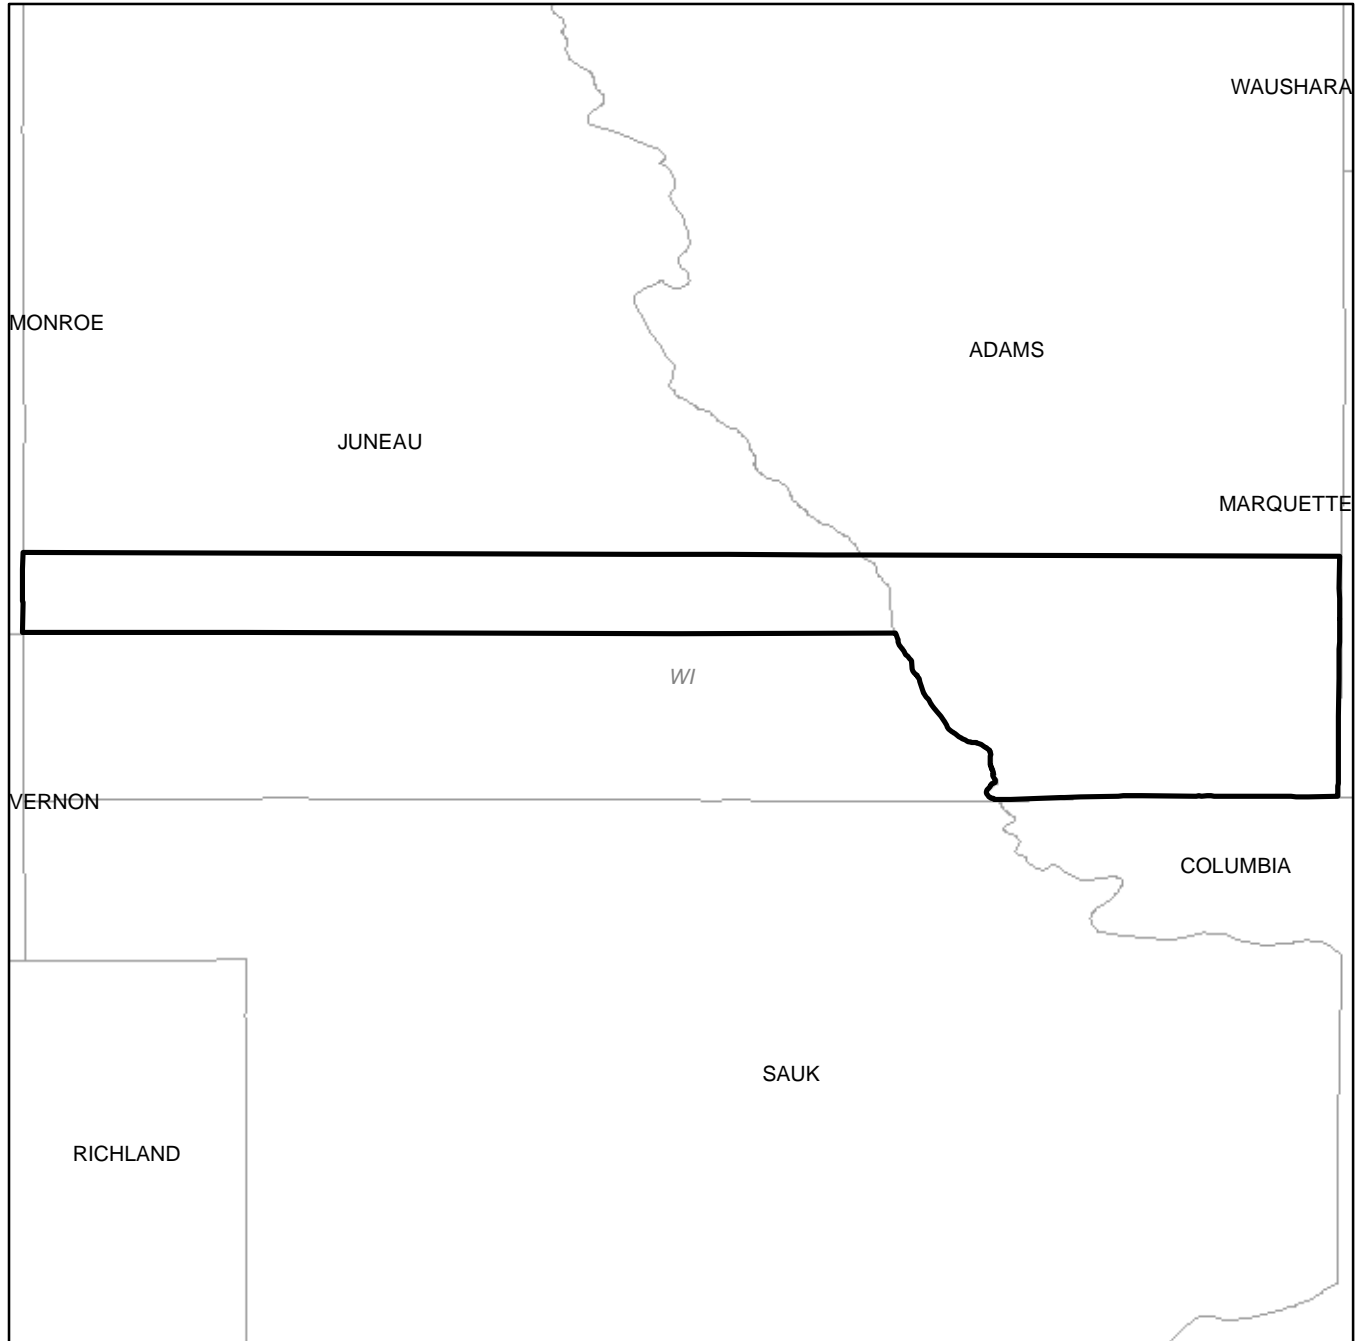 WAUSHARA
MONROE
ADAMS
JUNEAU
MARQUETTE
WI
VERNON
COLUMBIA
SAUK
RICHLAND